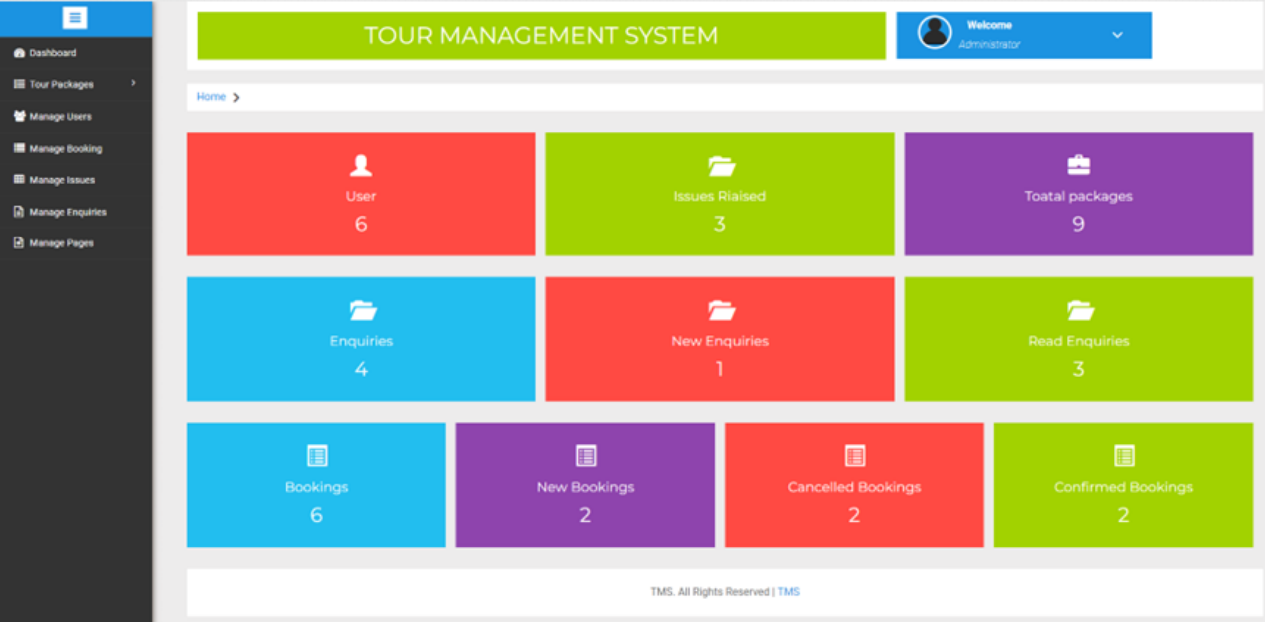 TOUR MANAGEMENT SYSTEM
Welcome
Administrator
Dashboard
Tour Packages
Manage Users
Manage Booking
Manage Issues
Manage Enquiries
Manage Pages
Home
User
6
Issues Riaised
3
Toatal packages
9
Enquiries
4
New Enquiries
1
Read Enquiries
3
Bookings
6
New Bookings
2
Cancelled Bookings
2
Confirmed Bookings
2
TMS. All Rights Reserved | TMS